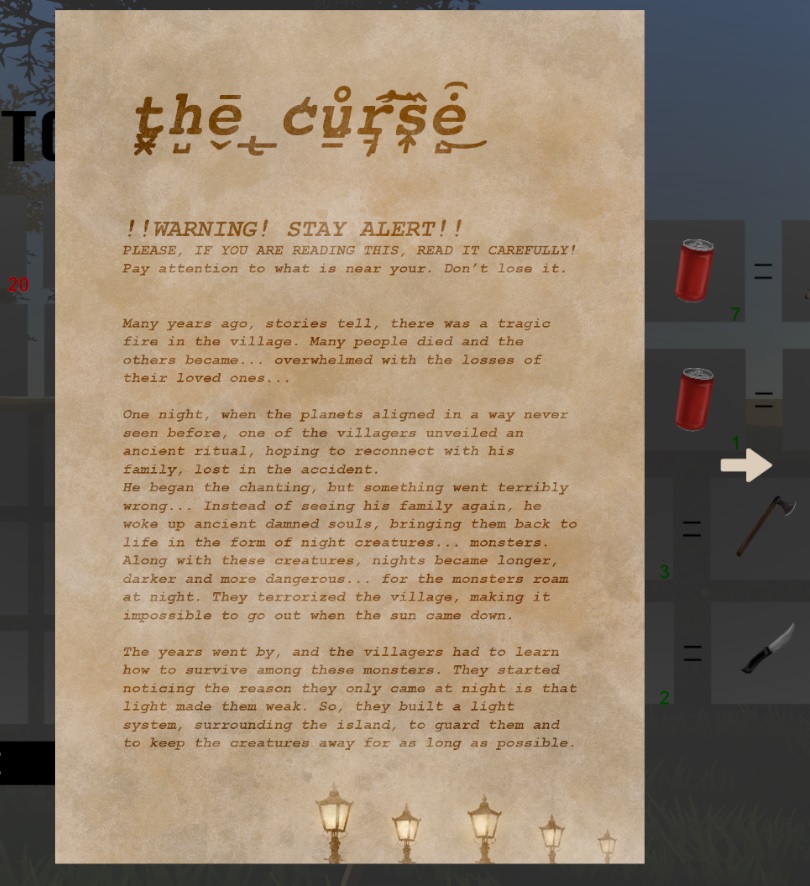 the curse
!!WARNING! STAY ALERT!!
PLEASE, IF YOU ARE READING THIS, READ IT CAREFULLY!
Pay attention to what is near your. Don't lose it.
Many years ago, stories tell, there was a tragic
fire in the village. Many people died and the
others became... overwhelmed with the losses of
their loved ones...
One night, when the planets aligned in a way never
seen before, one of the villagers unveiled an
ancient ritual, hoping to reconnect with his
family, lost in the accident.
He began the chanting, but something went terribly
wrong... Instead of seeing his family again, he
woke up ancient damned souls, bringing them back to
life in the form of night creatures... monsters.
Along with these creatures, nights became longer,
darker and more dangerous... for the monsters roam
at night. They terrorized the village, making it
impossible to go out when the sun came down.
The years went by, and the villagers had to learn
how to survive among these monsters. They started
noticing the reason they only came at night is that
light made them weak. So, they built a light
system, surrounding the island, to guard them and
to keep the creatures away for as long as possible.
TO
20
7
=
1
=
3
=
2
=